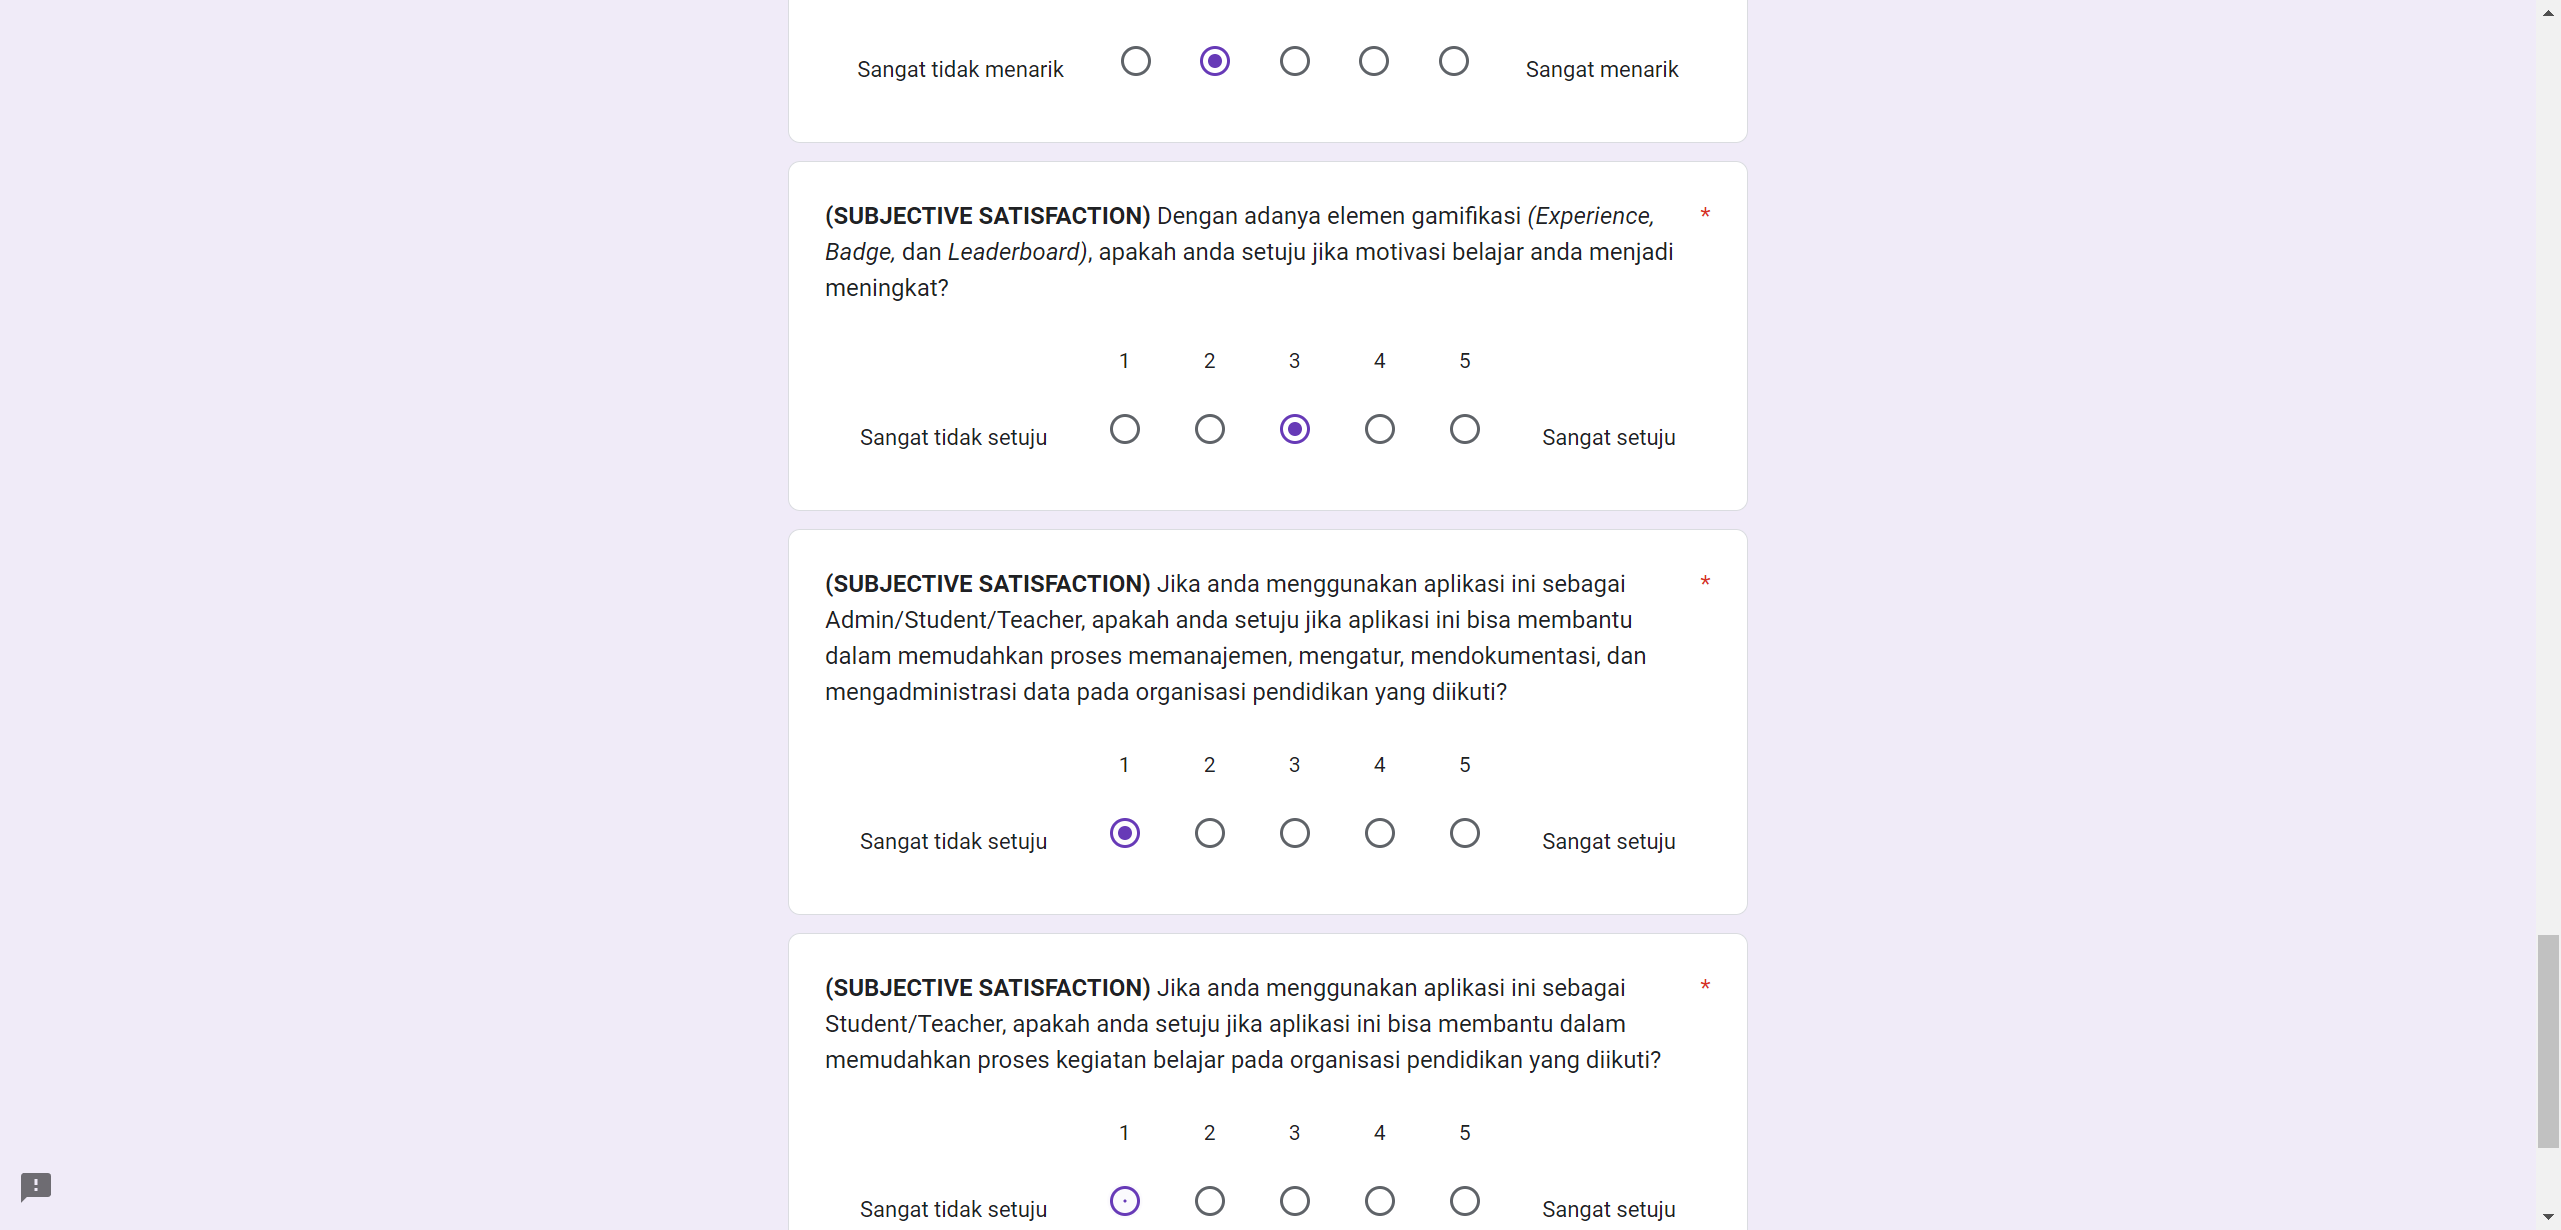 Sangat tidak menarik Sangat menarik
(SUBJECTIVE SATISFACTION) Dengan adanya elemen gamifikasi (Experience, *
Badge, dan Leaderboard), apakah anda setuju jika motivasi belajar anda menjadi
meningkat?
1 2 3 4 5
Sangat tidak setuju Sangat setuju
(SUBJECTIVE SATISFACTION) Jika anda menggunakan aplikasi ini sebagai *
Admin/Student/Teacher, apakah anda setuju jika aplikasi ini bisa membantu
dalam memudahkan proses memanajemen, mengatur, mendokumentasi, dan
mengadministrasi data pada organisasi pendidikan yang diikuti?
1 2 3 4 5
Sangat tidak setuju Sangat setuju
(SUBJECTIVE SATISFACTION) Jika anda menggunakan aplikasi ini sebagai *
Student/Teacher, apakah anda setuju jika aplikasi ini bisa membantu dalam
memudahkan proses kegiatan belajar pada organisasi pendidikan yang diikuti?
1 2 3 4 5
Sangat tidak setuju Sangat setuju